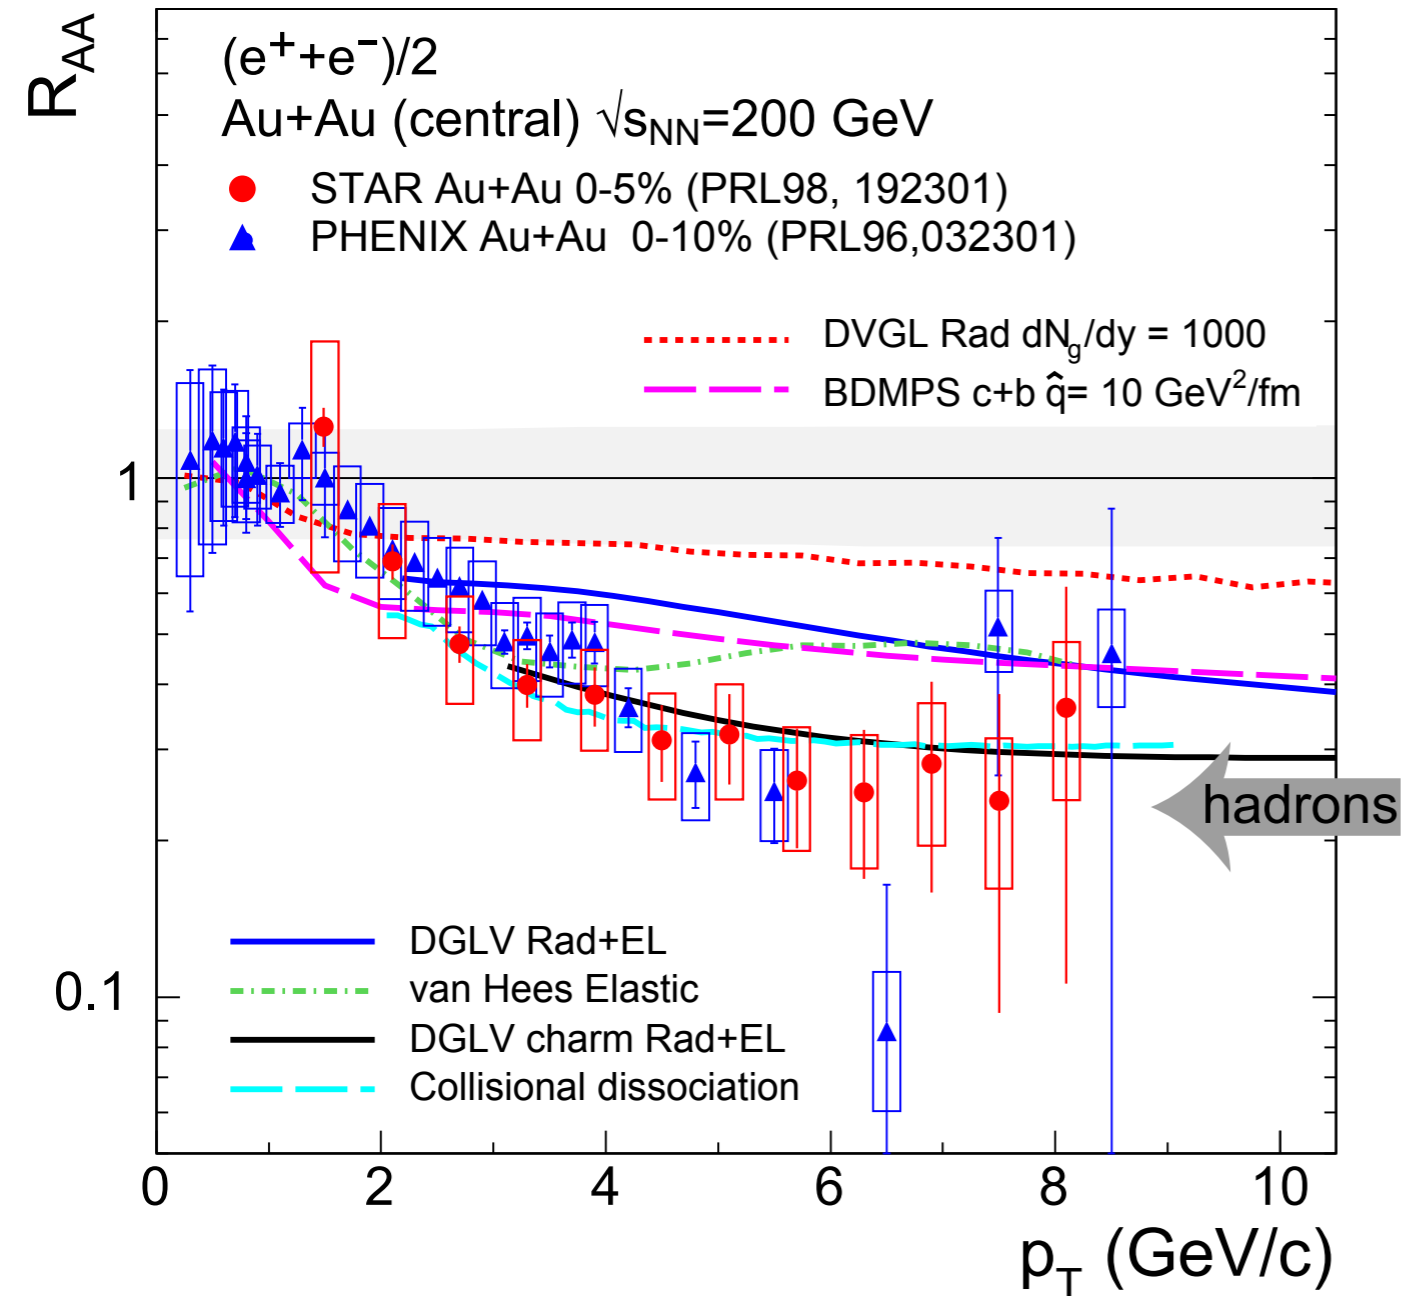 R_AA
(e⁺+e⁻)/2
Au+Au (central) √s_NN=200 GeV
STAR Au+Au 0-5% (PRL98, 192301)
PHENIX Au+Au 0-10% (PRL96,032301)
DVGL Rad dN_g/dy = 1000
BDMPS c+b q̂= 10 GeV²/fm
1
hadrons
DGLV Rad+EL
van Hees Elastic
0.1
DGLV charm Rad+EL
Collisional dissociation
0 2 4 6 8 10
p_T (GeV/c)